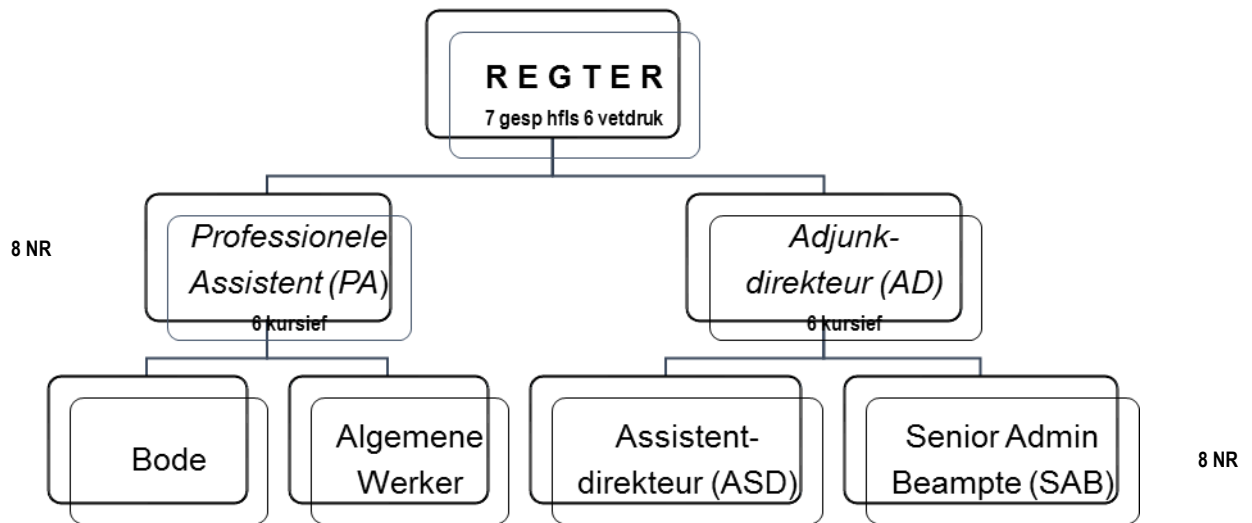 R E G T E R
7 gesp hfls 6 vetdruk
8 NR
Professionele
Assistent (PA)
6 kursief
Adjunk-
direkteur (AD)
6 kursief
Bode
Algemene
Werker
Assistent-
direkteur (ASD)
Senior Admin
Beampte (SAB)
8 NR